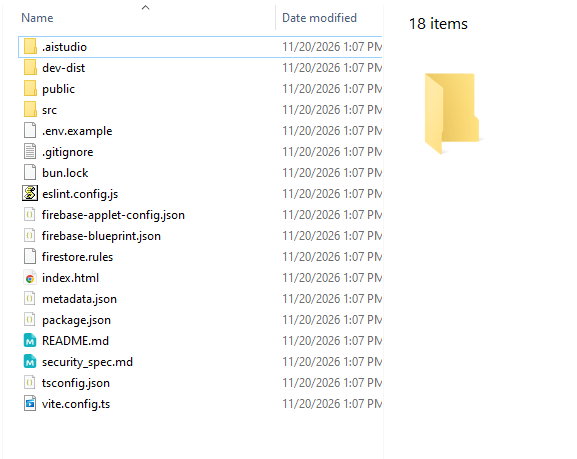 Name Date modified
18 items
.aistudio 11/20/2026 1:07 PM
dev-dist 11/20/2026 1:07 PM
public 11/20/2026 1:07 PM
src 11/20/2026 1:07 PM
.env.example 11/20/2026 1:07 PM
.gitignore 11/20/2026 1:07 PM
bun.lock 11/20/2026 1:07 PM
eslint.config.js 11/20/2026 1:07 PM
firebase-applet-config.json 11/20/2026 1:07 PM
firebase-blueprint.json 11/20/2026 1:07 PM
firestore.rules 11/20/2026 1:07 PM
index.html 11/20/2026 1:07 PM
metadata.json 11/20/2026 1:07 PM
package.json 11/20/2026 1:07 PM
README.md 11/20/2026 1:07 PM
security_spec.md 11/20/2026 1:07 PM
tsconfig.json 11/20/2026 1:07 PM
vite.config.ts 11/20/2026 1:07 PM